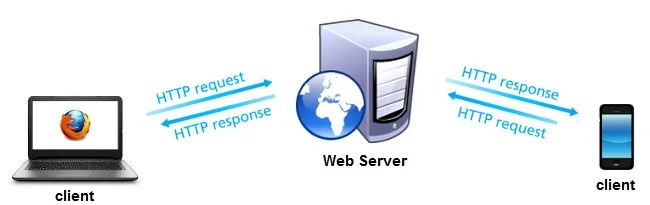 HTTP request
HTTP response
client
Web Server
HTTP response
HTTP request
client